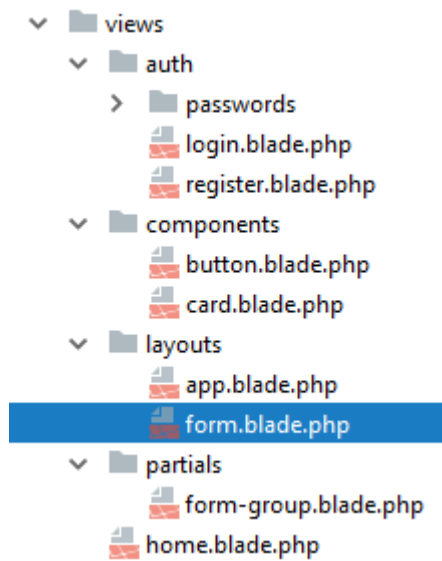 views
auth
passwords
login.blade.php
register.blade.php
components
button.blade.php
card.blade.php
layouts
app.blade.php
form.blade.php
partials
form-group.blade.php
home.blade.php